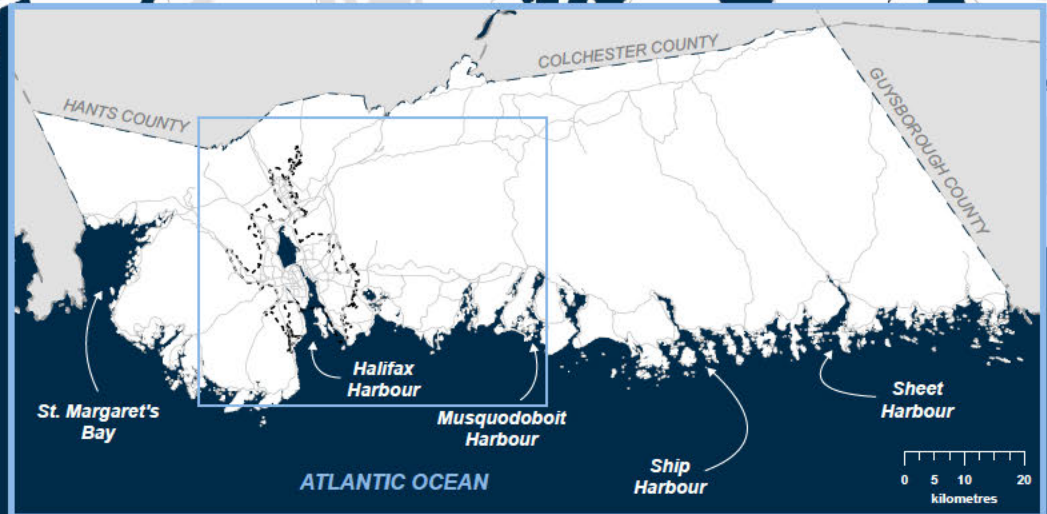 COLCHESTER COUNTY
HANTS COUNTY
GUYSBOROUGH COUNTY
Halifax
Harbour
St. Margaret's
Bay
Musquodoboit
Harbour
Sheet
Harbour
Ship
Harbour
ATLANTIC OCEAN
0 5 10 20
kilometres